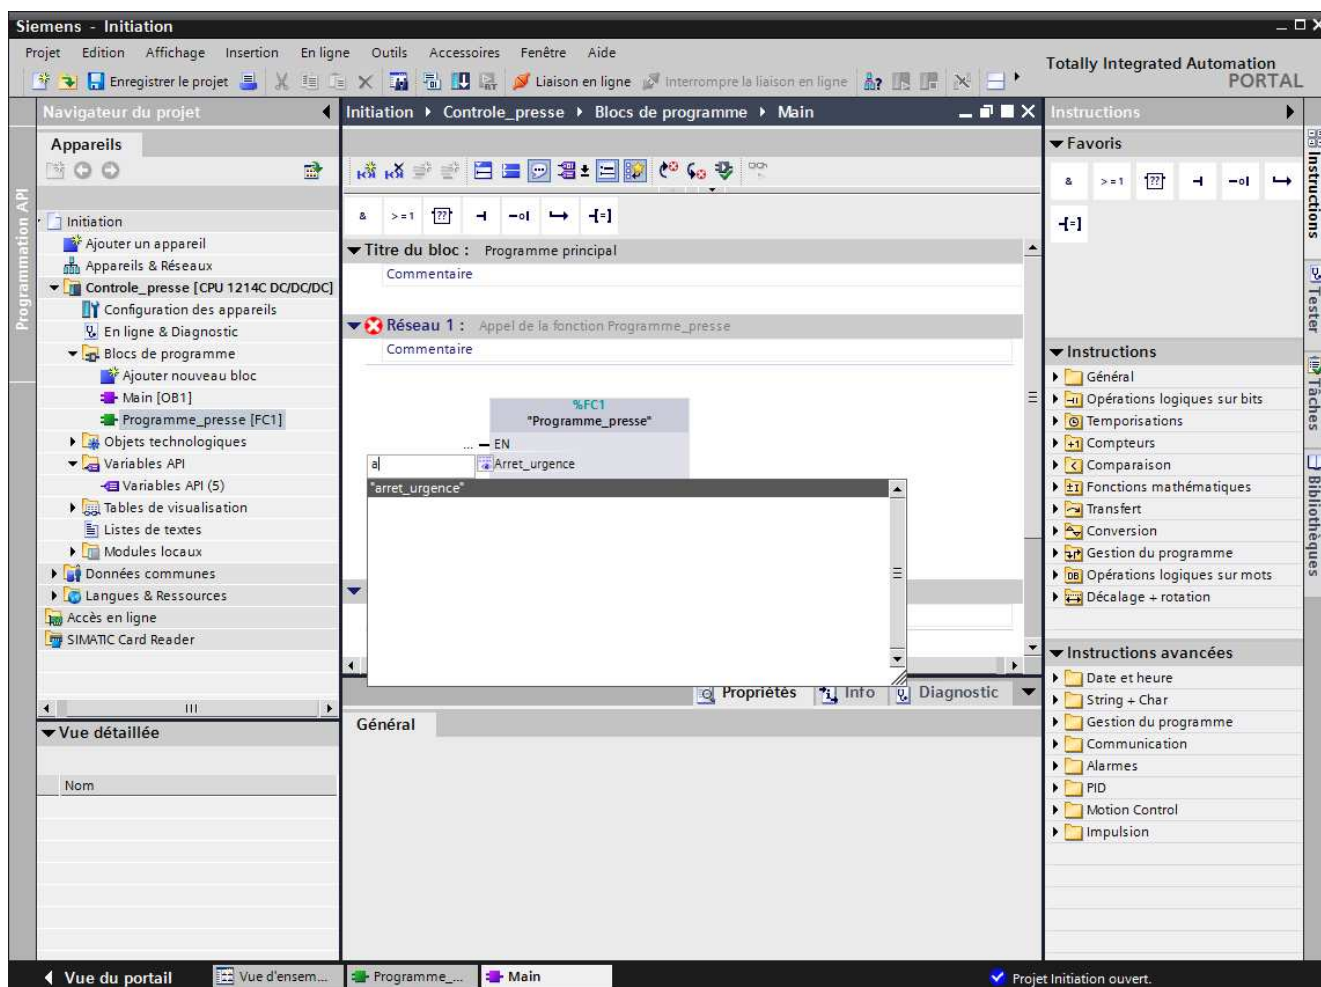 Siemens - Initiation
Projet Edition Affichage Insertion En ligne Outils Accessoires Fenêtre Aide
Totally Integrated Automation
PORTAL
Enregistrer le projet Liaison en ligne Interrompre la liaison en ligne
Navigateur du projet
Initiation Controle_presse Blocs de programme Main
Instructions
Appareils
Programmation API
Initiation
Ajouter un appareil
Appareils & Réseaux
Controle_presse [CPU 1214C DC/DC/DC]
Configuration des appareils
En ligne & Diagnostic
Blocs de programme
Ajouter nouveau bloc
Main [OB1]
Programme_presse [FC1]
Objets technologiques
Variables API
Variables API (5)
Tables de visualisation
Listes de textes
Modules locaux
Données communes
Langues & Ressources
Accès en ligne
SIMATIC Card Reader
Vue détaillée
Nom
& >=1 ??
Titre du bloc : Programme principal
Commentaire
Réseau 1 : Appel de la fonction Programme_presse
Commentaire
%FC1
"Programme_presse"
... EN
a Arret_urgence
"arret_urgence"
Propriétés Info Diagnostic
Général
Favoris
& >=1 ??
Instructions
Général
Opérations logiques sur bits
Temporisations
Compteurs
Comparaison
Fonctions mathématiques
Transfert
Conversion
Gestion du programme
Opérations logiques sur mots
Décalage + rotation
Instructions avancées
Date et heure
String + Char
Gestion du programme
Communication
Alarmes
PID
Motion Control
Impulsion
Instructions
Tester
Tâches
Bibliothèques
Vue du portail Vue d'ensem... Programme_... Main Projet Initiation ouvert.